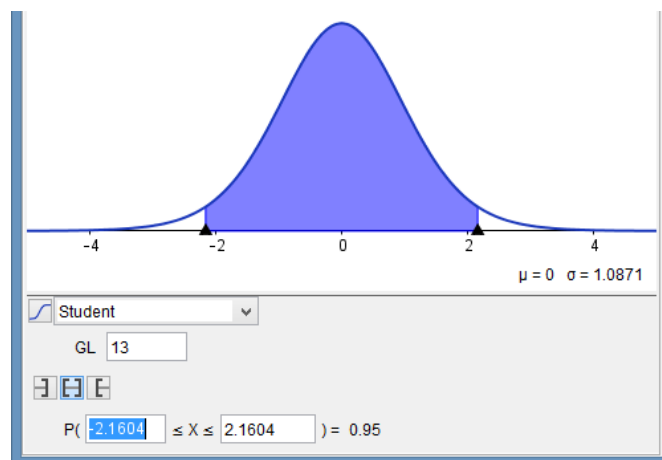 -4 -2 0 2 4
μ = 0 σ = 1.0871
Student
GL 13
P( -2.1604 ≤ X ≤ 2.1604 ) = 0.95